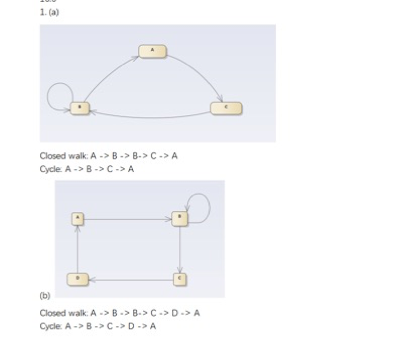 1. (a)
A
B
C
Closed walk: A -> B -> B-> C -> A
Cycle: A -> B -> C -> A
A
B
D
C
(b)
Closed walk: A -> B -> B-> C -> D -> A
Cycle: A -> B -> C -> D -> A